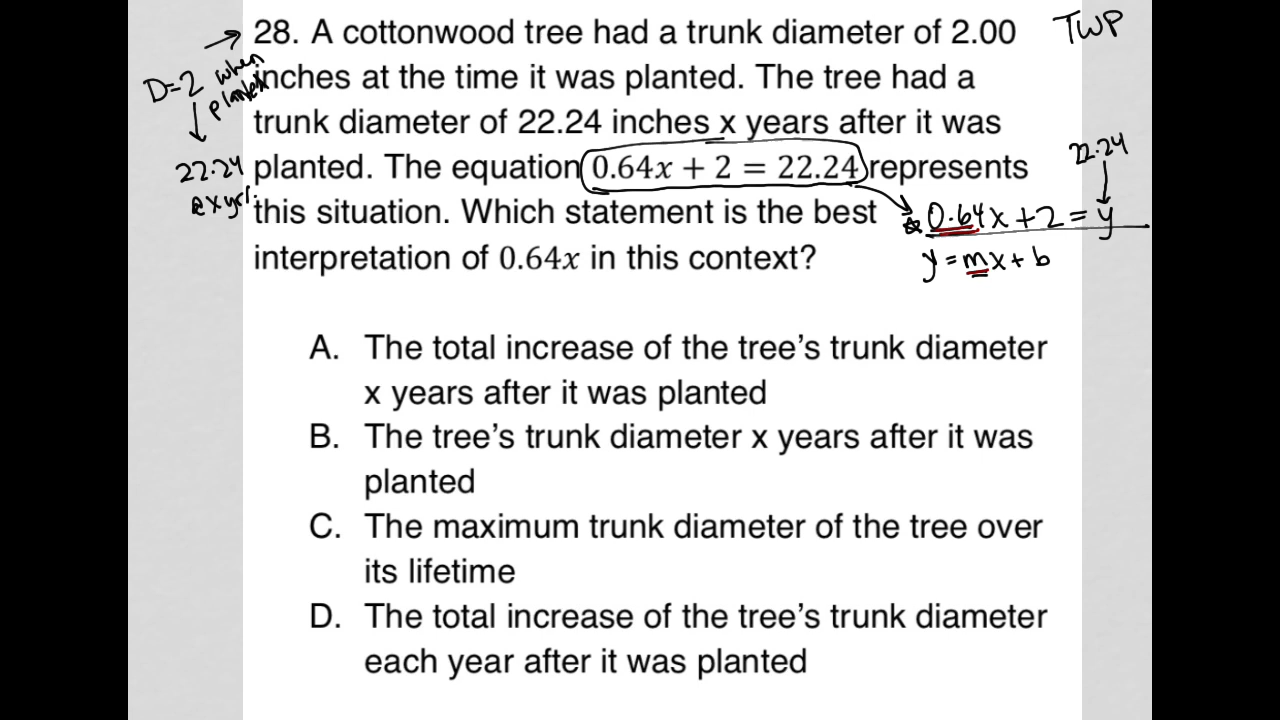 28. A cottonwood tree had a trunk diameter of 2.00
inches at the time it was planted. The tree had a
trunk diameter of 22.24 inches x years after it was
planted. The equation 0.64x + 2 = 22.24 represents
this situation. Which statement is the best
interpretation of 0.64x in this context?
TWP
D=2 when
planted
22.24
@ x yrs.
22.24
0.64x + 2 = y
y = mx + b
A. The total increase of the tree’s trunk diameter
x years after it was planted
B. The tree’s trunk diameter x years after it was
planted
C. The maximum trunk diameter of the tree over
its lifetime
D. The total increase of the tree’s trunk diameter
each year after it was planted